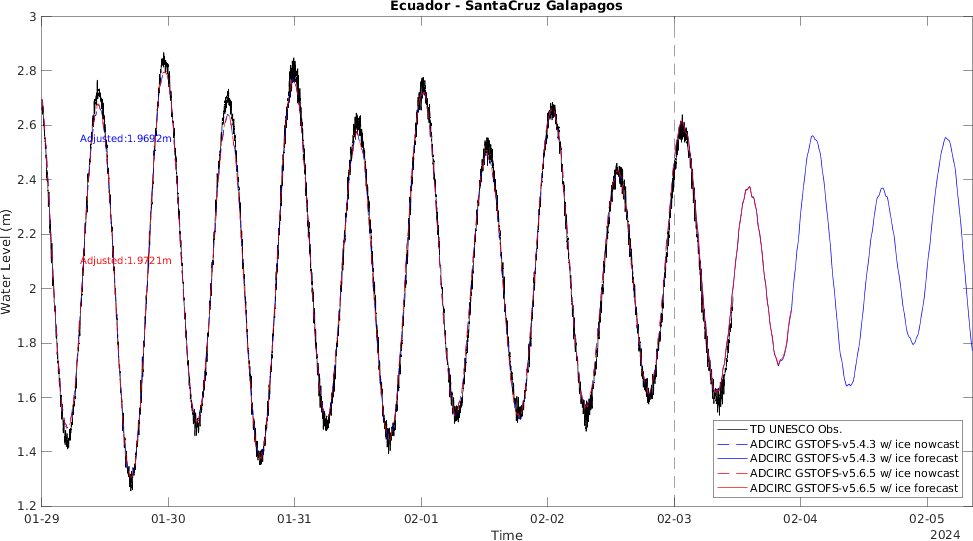 Ecuador - SantaCruz Galapagos
3
2.8
2.6
2.4
2.2
2
1.8
1.6
1.4
1.2
Water Level (m)
Adjusted:1.9692m
Adjusted:1.9721m
TD UNESCO Obs.
ADCIRC GSTOFS-v5.4.3 w/ ice nowcast
ADCIRC GSTOFS-v5.4.3 w/ ice forecast
ADCIRC GSTOFS-v5.6.5 w/ ice nowcast
ADCIRC GSTOFS-v5.6.5 w/ ice forecast
01-29 01-30 01-31 02-01 02-02 02-03 02-04 02-05
Time
2024